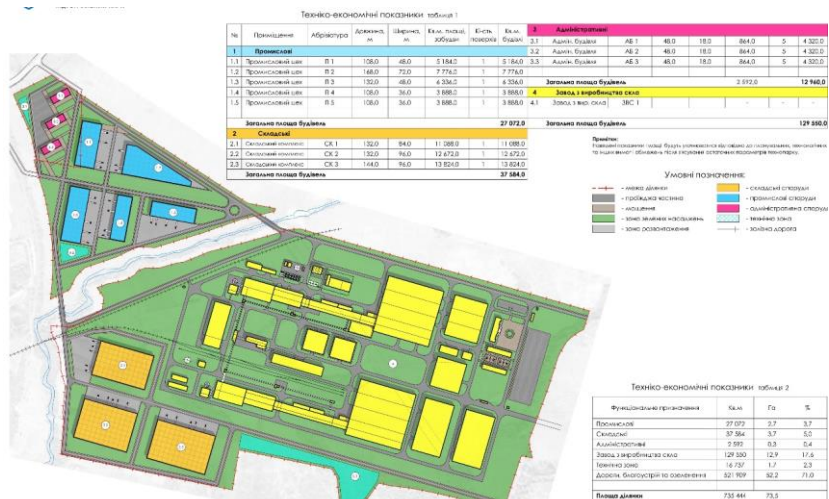 Техніко-економічні показники таблиця 1
№ Приміщення Абрівіатура Довжина, м Ширина, м Кв.м. площі, забудови К-сть поверхів Кв.м. будівлі
1 Промислові
1.1 Промисловий цех П 1 108,0 48,0 5 184,0 1 5 184,0
1.2 Промисловий цех П 2 168,0 72,0 7 776,0 1 7 776,0
1.3 Промисловий цех П 3 132,0 48,0 6 336,0 1 6 336,0
1.4 Промисловий цех П 4 108,0 36,0 3 888,0 1 3 888,0
1.5 Промисловий цех П 5 108,0 36,0 3 888,0 1 3 888,0
Загальна площа будівель 27 072,0
2 Складські
2.1 Складський комплекс СК 1 132,0 84,0 11 088,0 1 11 088,0
2.2 Складський комплекс СК 2 132,0 96,0 12 672,0 1 12 672,0
2.3 Складський комплекс СК 3 144,0 96,0 13 824,0 1 13 824,0
Загальна площа будівель 37 584,0
3 Адміністративні
3.1 Адмін. будівля АБ 1 48,0 18,0 864,0 5 4 320,0
3.2 Адмін. будівля АБ 2 48,0 18,0 864,0 5 4 320,0
3.3 Адмін. будівля АБ 3 48,0 18,0 864,0 5 4 320,0
Загальна площа будівель 2 592,0 12 960,0
4 Завод з виробництва скла
4.1 Завод з вир. скла ЗВС 1 - - -
Загальна площа будівель 129 550,0
Примітки:
Умовні позначення:
- межа ділянки
- проїжджа частина
- мощення
- зона зелених насаджень
- зона розвантаження
- складські споруди
- промислові споруди
- адміністративна споруда
- технічна зона
- залізна дорога
Техніко-економічні показники таблиця 2
Функціональне призначення Кв.м Га %
Промислові 27 072 2,7 3,7
Складські 37 584 3,7 5,0
Адміністративні 2 592 0,3 0,4
Завод з виробництва скла 129 550 12,9 17,6
Технічна зона 16 737 1,7 2,3
Дороги, благоустрій та озеленення 521 909 52,2 71,0
Площа ділянки 735 444 73,5